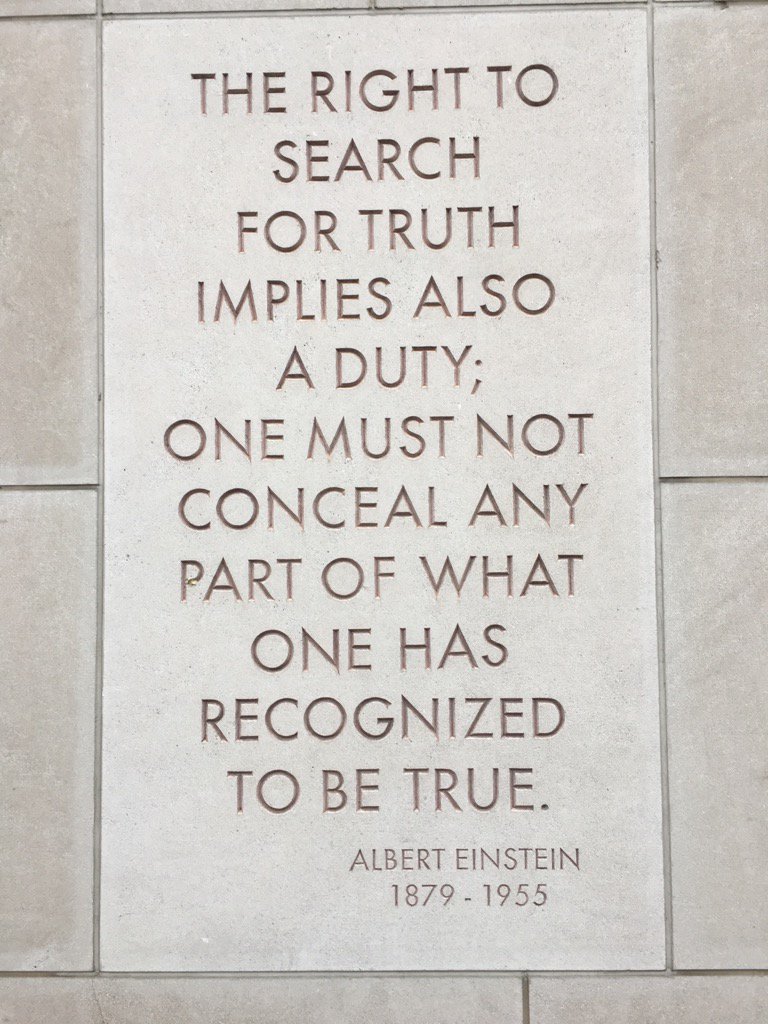 THE RIGHT TO
SEARCH
FOR TRUTH
IMPLIES ALSO
A DUTY;
ONE MUST NOT
CONCEAL ANY
PART OF WHAT
ONE HAS
RECOGNIZED
TO BE TRUE.
ALBERT EINSTEIN
1879 - 1955